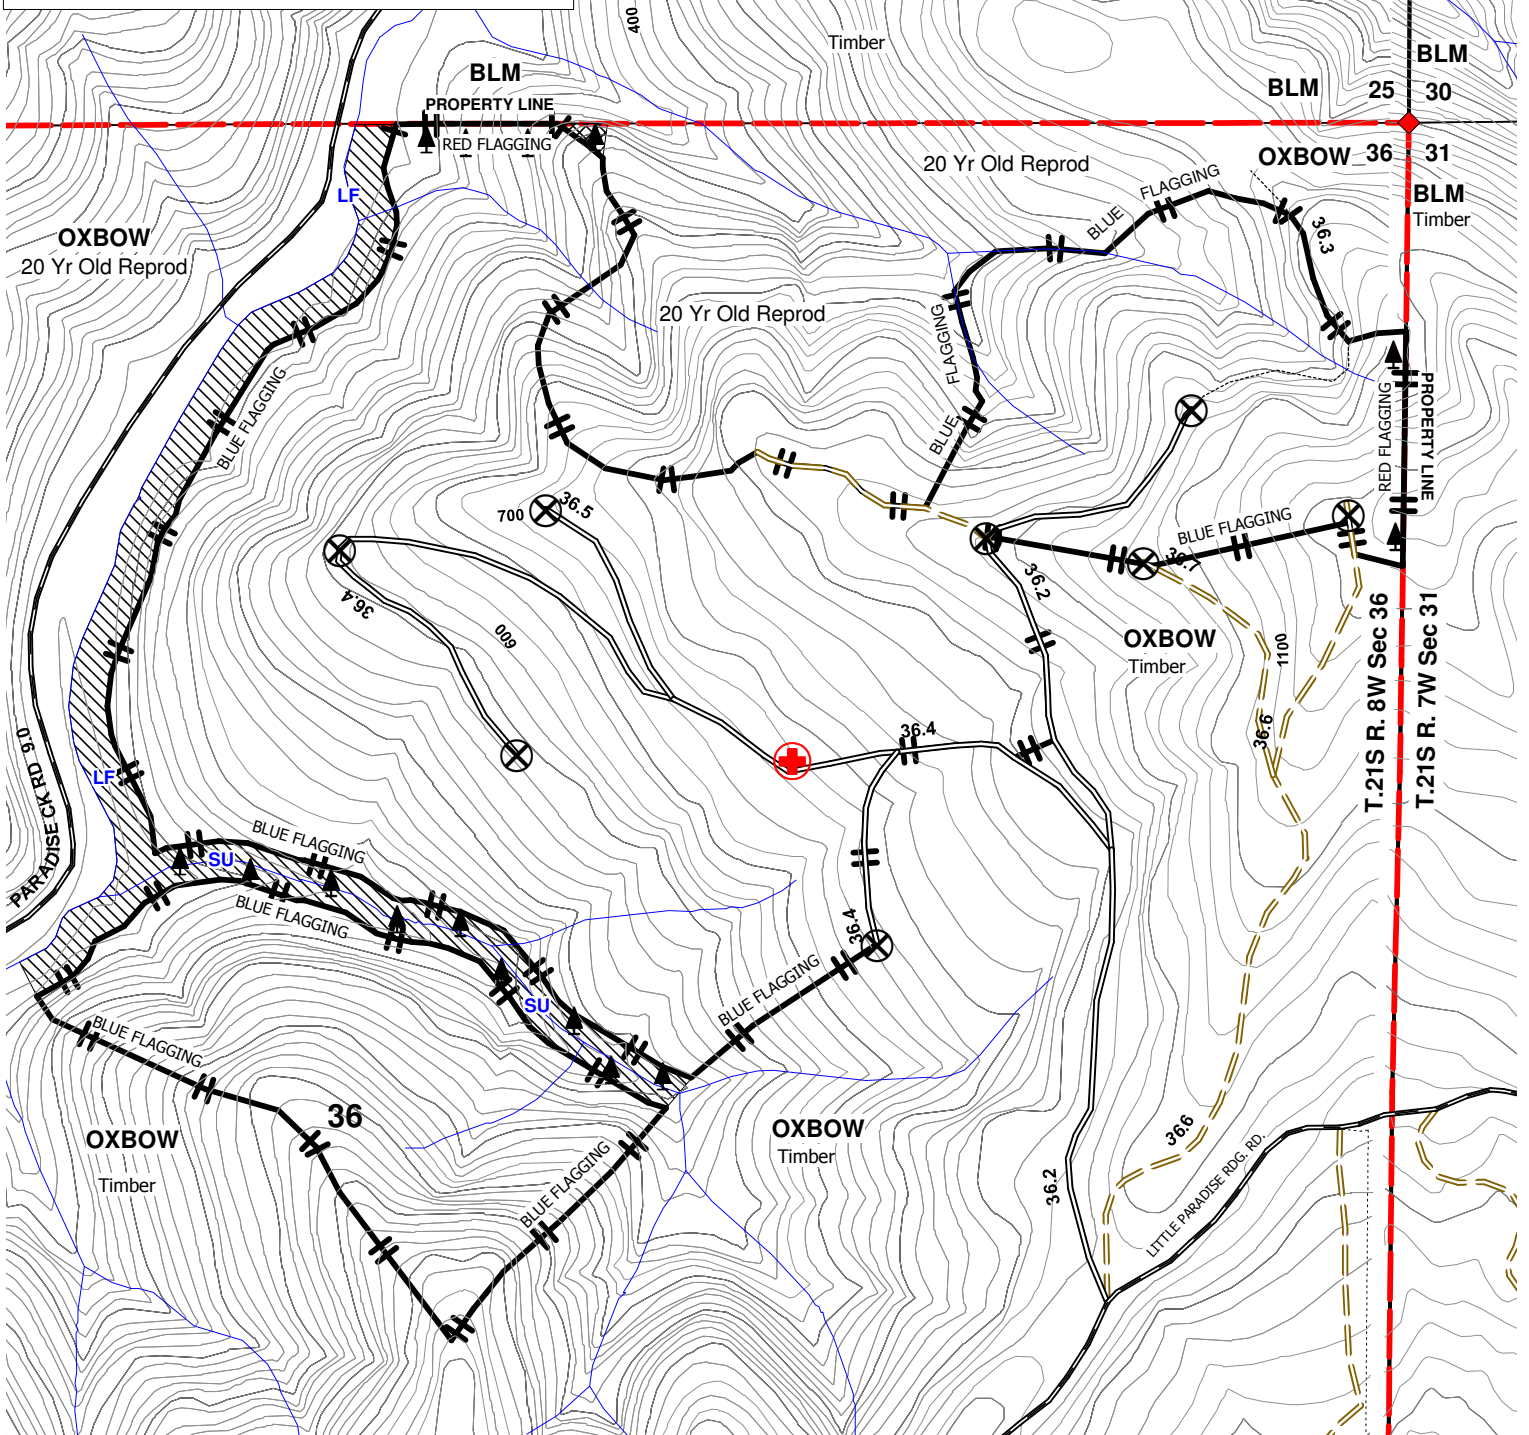 400
Timber
BLM
BLM
BLM
25
30
PROPERTY LINE
RED FLAGGING
20 Yr Old Reprod
OXBOW
36
31
BLM
Timber
LF
FLAGGING
BLUE
36.3
OXBOW
20 Yr Old Reprod
20 Yr Old Reprod
FLAGGING
BLUE
PROPERTY LINE
RED FLAGGING
BLUE FLAGGING
700
36.5
BLUE FLAGGING
36.7
36.2
36.4
600
OXBOW
Timber
1100
T.21S R. 8W Sec 36
T.21S R. 7W Sec 31
36.4
36.6
PARADISE CK RD 9.0
LF
BLUE FLAGGING
SU
BLUE FLAGGING
36.4
BLUE FLAGGING
SU
BLUE FLAGGING
36
OXBOW
Timber
OXBOW
Timber
BLUE FLAGGING
36.6
36.2
LITTLE PARADISE RDG. RD.